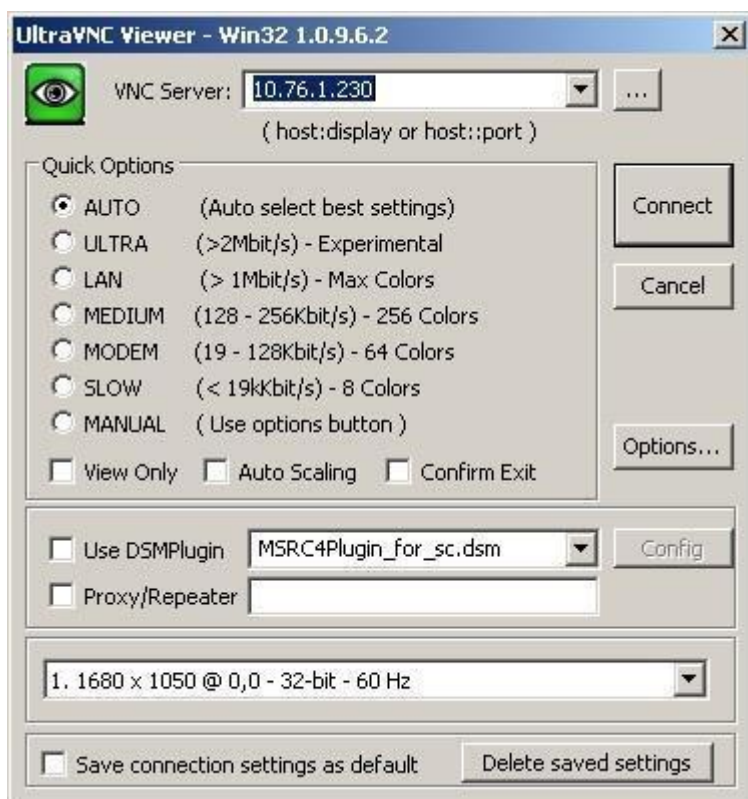 UltraVNC Viewer - Win32 1.0.9.6.2
VNC Server: 10.76.1.230 ...
( host:display or host::port )
Quick Options
AUTO (Auto select best settings)
ULTRA (>2Mbit/s) - Experimental
LAN (> 1Mbit/s) - Max Colors
MEDIUM (128 - 256Kbit/s) - 256 Colors
MODEM (19 - 128Kbit/s) - 64 Colors
SLOW (< 19kKbit/s) - 8 Colors
MANUAL ( Use options button )
View Only Auto Scaling Confirm Exit
Connect
Cancel
Options...
Use DSMPlugin MSRC4Plugin_for_sc.dsm Config
Proxy/Repeater
1. 1680 x 1050 @ 0,0 - 32-bit - 60 Hz
Save connection settings as default Delete saved settings